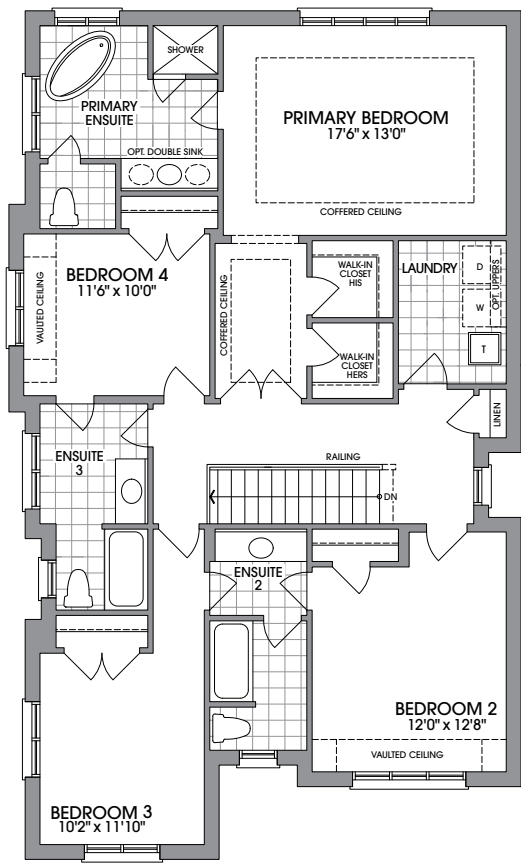 SHOWER
PRIMARY
ENSUITE
OPT. DOUBLE SINK
PRIMARY BEDROOM
17'6" x 13'0"
COFFERED CEILING
BEDROOM 4
11'6" x 10'0"
VAULTED CEILING
COFFERED CEILING
WALK-IN
CLOSET
HIS
WALK-IN
CLOSET
HERS
LAUNDRY
D
W
OPT. UPPERS
T
LINEN
ENSUITE
3
RAILING
DN
ENSUITE
2
BEDROOM 2
12'0" x 12'8"
VAULTED CEILING
BEDROOM 3
10'2" x 11'10"